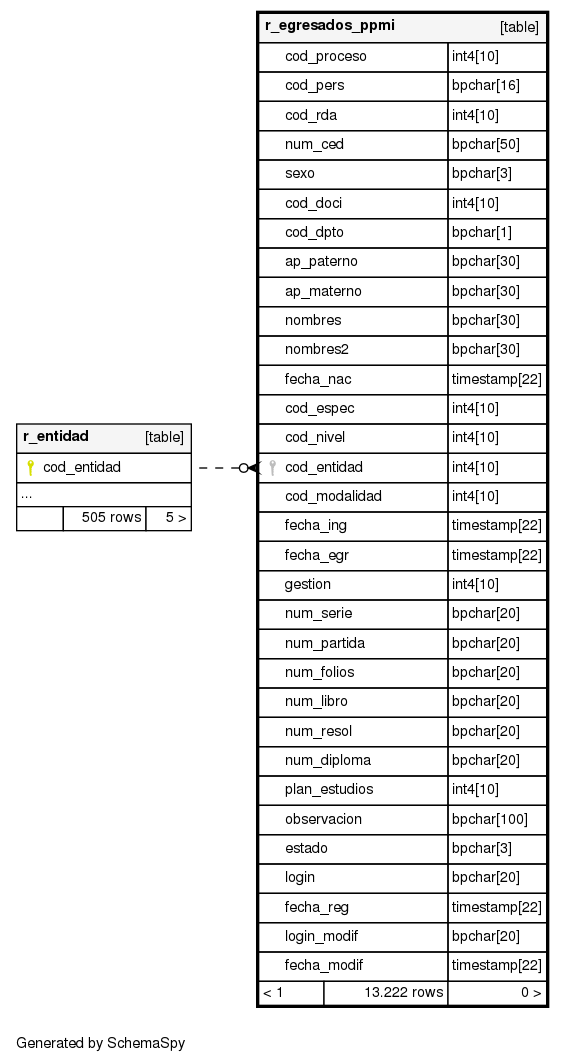 r_egresados_ppmi [table]
cod_proceso int4[10]
cod_pers bpchar[16]
cod_rda int4[10]
num_ced bpchar[50]
sexo bpchar[3]
cod_doci int4[10]
cod_dpto bpchar[1]
ap_paterno bpchar[30]
ap_materno bpchar[30]
nombres bpchar[30]
nombres2 bpchar[30]
fecha_nac timestamp[22]
cod_espec int4[10]
cod_nivel int4[10]
cod_entidad int4[10]
cod_modalidad int4[10]
fecha_ing timestamp[22]
fecha_egr timestamp[22]
gestion int4[10]
num_serie bpchar[20]
num_partida bpchar[20]
num_folios bpchar[20]
num_libro bpchar[20]
num_resol bpchar[20]
num_diploma bpchar[20]
plan_estudios int4[10]
observacion bpchar[100]
estado bpchar[3]
login bpchar[20]
fecha_reg timestamp[22]
login_modif bpchar[20]
fecha_modif timestamp[22]
< 1 13.222 rows 0 >
r_entidad [table]
cod_entidad
...
505 rows 5 >
Generated by SchemaSpy